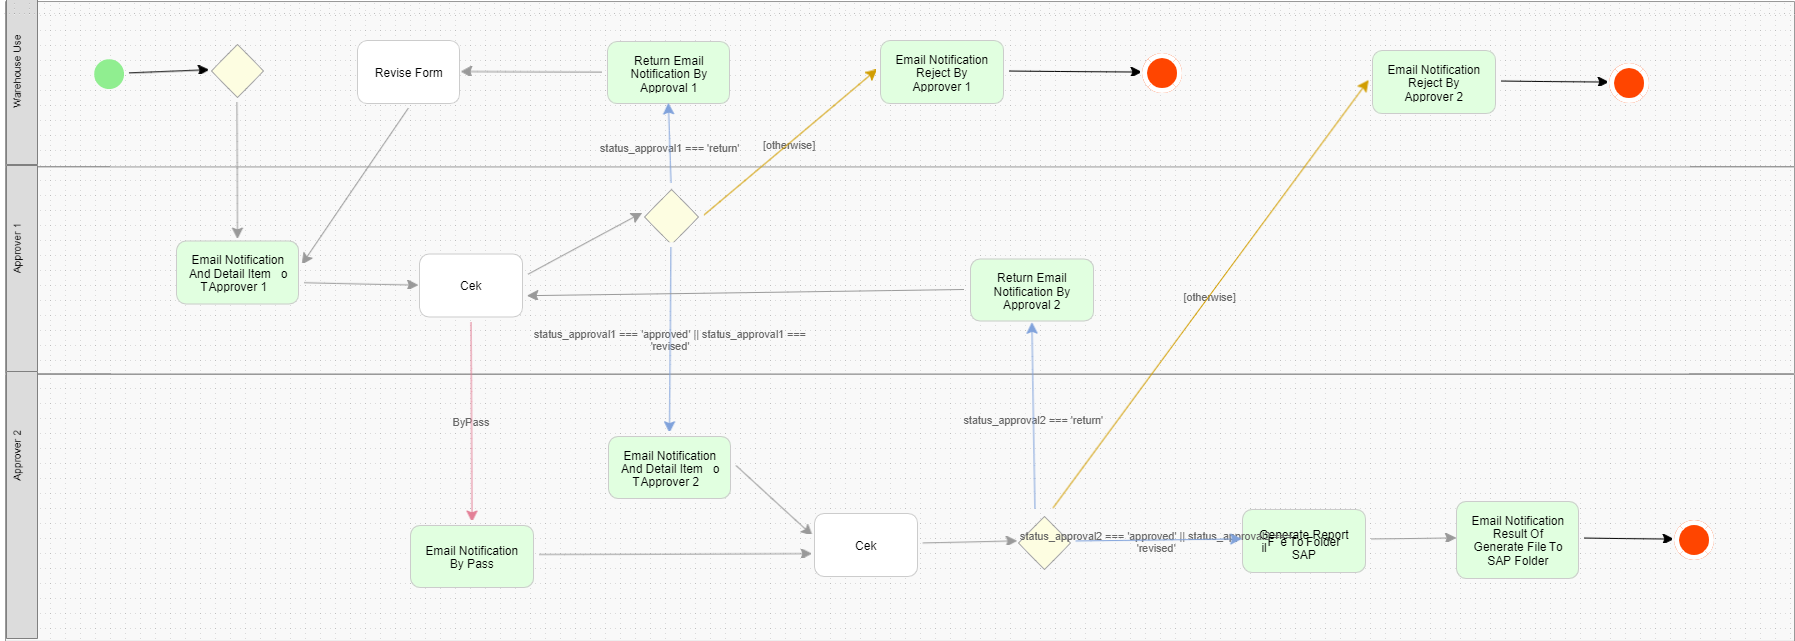 Warehouse Use
Revise Form
Return Email
Notification By
Approval 1
Email Notification
Reject By
Approver 1
Email Notification
Reject By
Approver 2
status_approval1 === 'return'
[otherwise]
Approver 1
Email Notification
And Detail Item o
TApprover 1
Cek
Return Email
Notification By
Approval 2
[otherwise]
status_approval1 === 'approved' || status_approval1 ===
'revised'
Approver 2
ByPass
status_approval2 === 'return'
Email Notification
And Detail Item o
TApprover 2
Email Notification
By Pass
Cek
status_approval2 === 'approved' ||
'revised'
Generate Report
To Folder
SAP
Email Notification
Result Of
Generate File To
SAP Folder